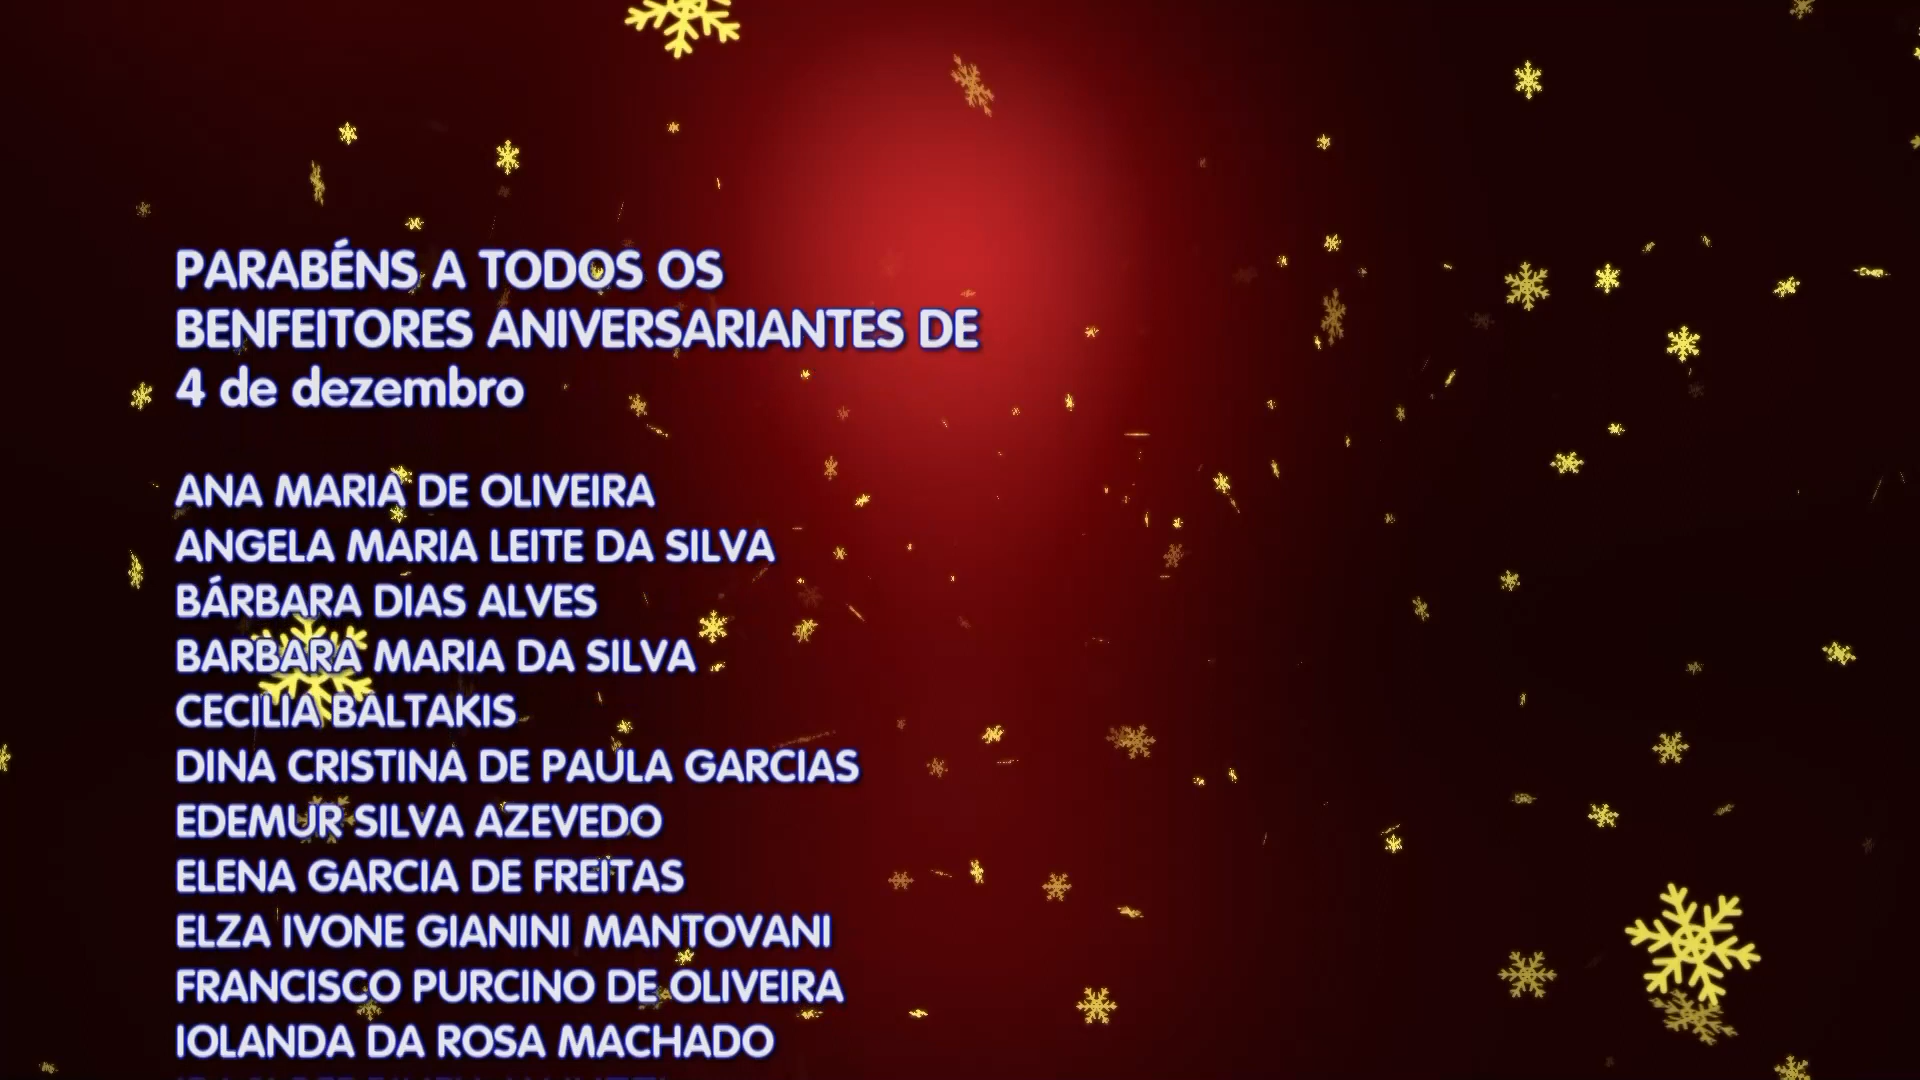 PARABÉNS A TODOS OS
BENFEITORES ANIVERSARIANTES DE
4 de dezembro
ANA MARIA DE OLIVEIRA
ANGELA MARIA LEITE DA SILVA
BÁRBARA DIAS ALVES
BARBARA MARIA DA SILVA
CECILIA BALTAKIS
DINA CRISTINA DE PAULA GARCIAS
EDEMUR SILVA AZEVEDO
ELENA GARCIA DE FREITAS
ELZA IVONE GIANINI MANTOVANI
FRANCISCO PURCINO DE OLIVEIRA
IOLANDA DA ROSA MACHADO